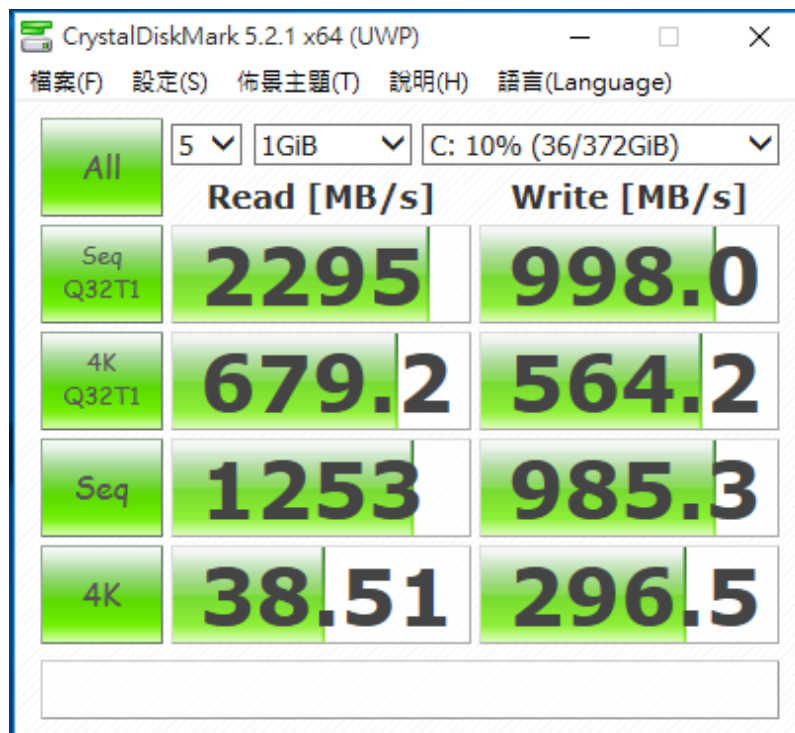 CrystalDiskMark 5.2.1 x64 (UWP)
檔案(F) 設定(S) 佈景主題(T) 說明(H) 語言(Language)
All 5 1GiB C: 10% (36/372GiB)
Read [MB/s] Write [MB/s]
Seq Q32T1 2295 998.0
4K Q32T1 679.2 564.2
Seq 1253 985.3
4K 38.51 296.5